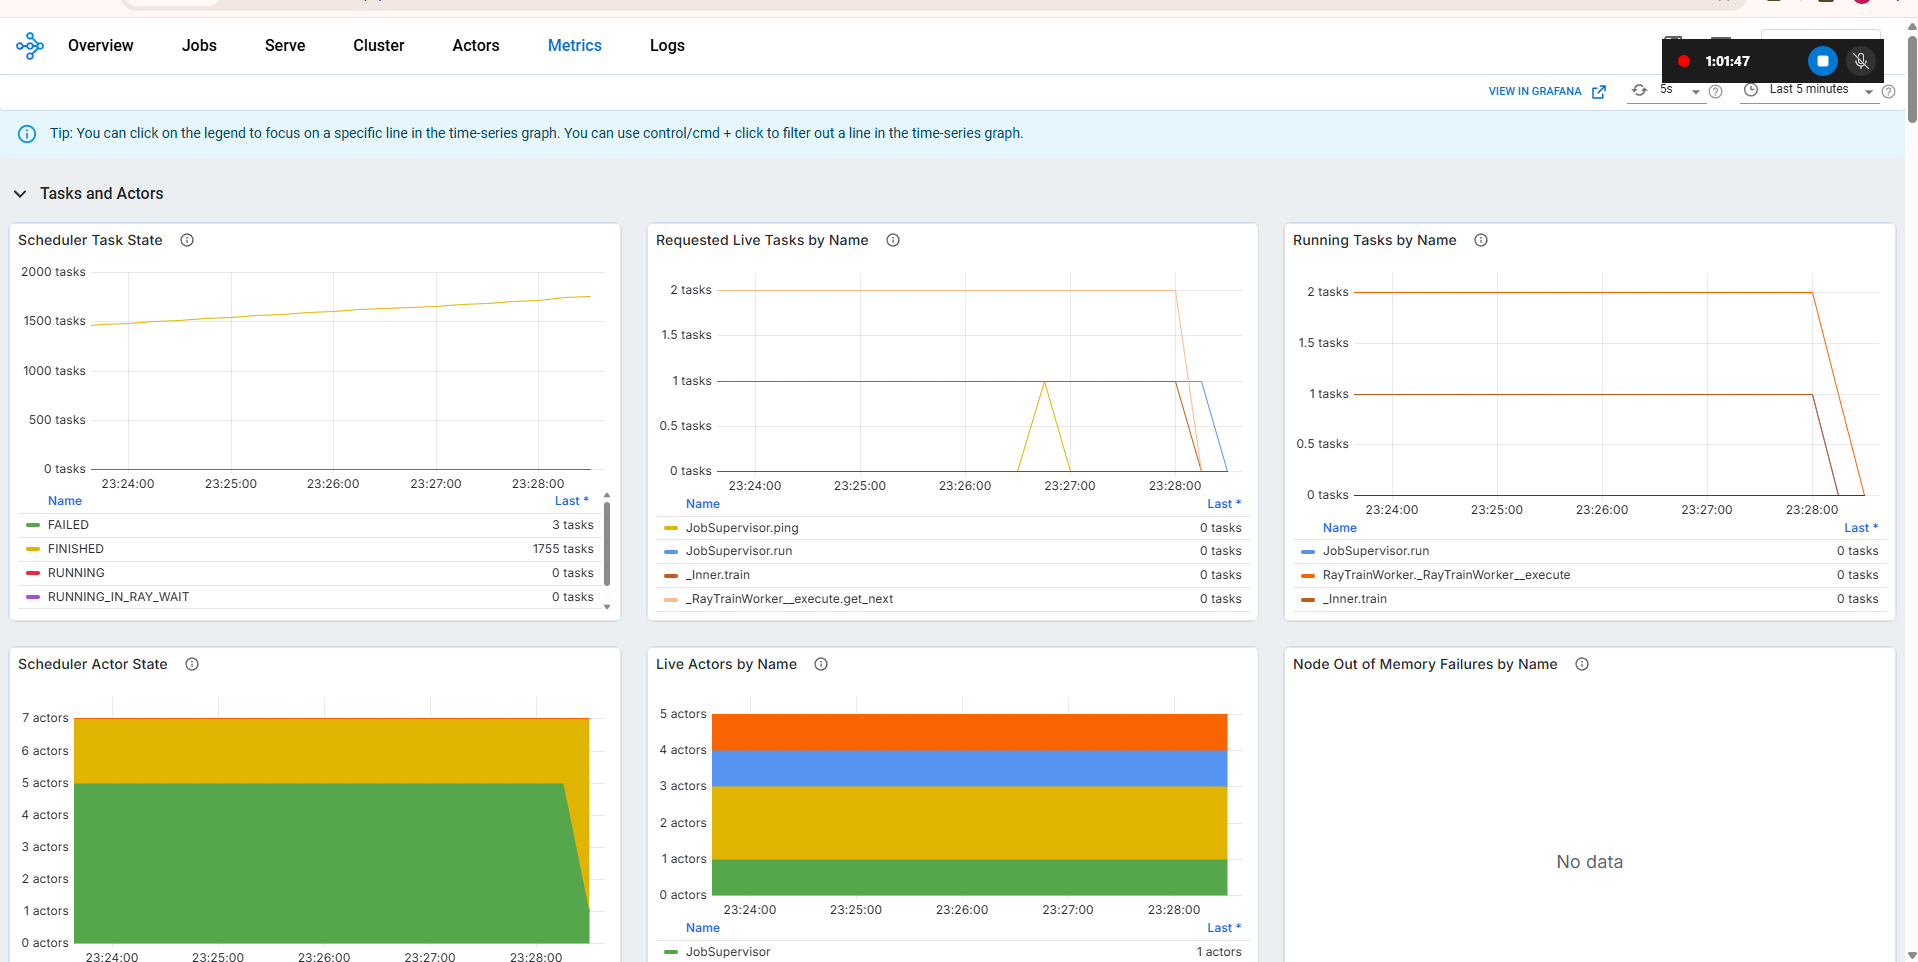 Overview Jobs Serve Cluster Actors Metrics Logs
1:01:47
VIEW IN GRAFANA 5s Last 5 minutes
Tip: You can click on the legend to focus on a specific line in the time-series graph. You can use control/cmd + click to filter out a line in the time-series graph.
Tasks and Actors
Scheduler Task State
2000 tasks
1500 tasks
1000 tasks
500 tasks
0 tasks
23:24:00 23:25:00 23:26:00 23:27:00 23:28:00
Name Last *
FAILED 3 tasks
FINISHED 1755 tasks
RUNNING 0 tasks
RUNNING_IN_RAY_WAIT 0 tasks
Requested Live Tasks by Name
2 tasks
1.5 tasks
1 tasks
0.5 tasks
0 tasks
23:24:00 23:25:00 23:26:00 23:27:00 23:28:00
Name Last *
JobSupervisor.ping 0 tasks
JobSupervisor.run 0 tasks
_Inner.train 0 tasks
_RayTrainWorker__execute.get_next 0 tasks
Running Tasks by Name
2 tasks
1.5 tasks
1 tasks
0.5 tasks
0 tasks
23:24:00 23:25:00 23:26:00 23:27:00 23:28:00
Name Last *
JobSupervisor.run 0 tasks
RayTrainWorker._RayTrainWorker__execute 0 tasks
_Inner.train 0 tasks
Scheduler Actor State
7 actors
6 actors
5 actors
4 actors
3 actors
2 actors
1 actors
0 actors
23:24:00 23:25:00 23:26:00 23:27:00 23:28:00
Live Actors by Name
5 actors
4 actors
3 actors
2 actors
1 actors
0 actors
23:24:00 23:25:00 23:26:00 23:27:00 23:28:00
Name Last *
JobSupervisor 1 actors
Node Out of Memory Failures by Name
No data